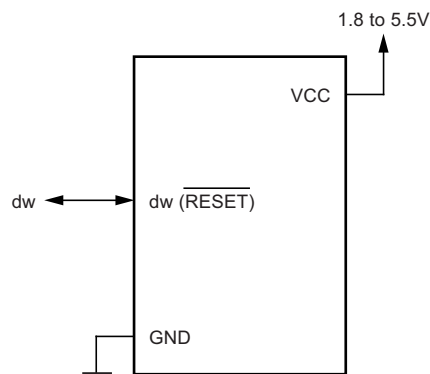 1.8 to 5.5V
VCC
dw
dw (RESET)
GND